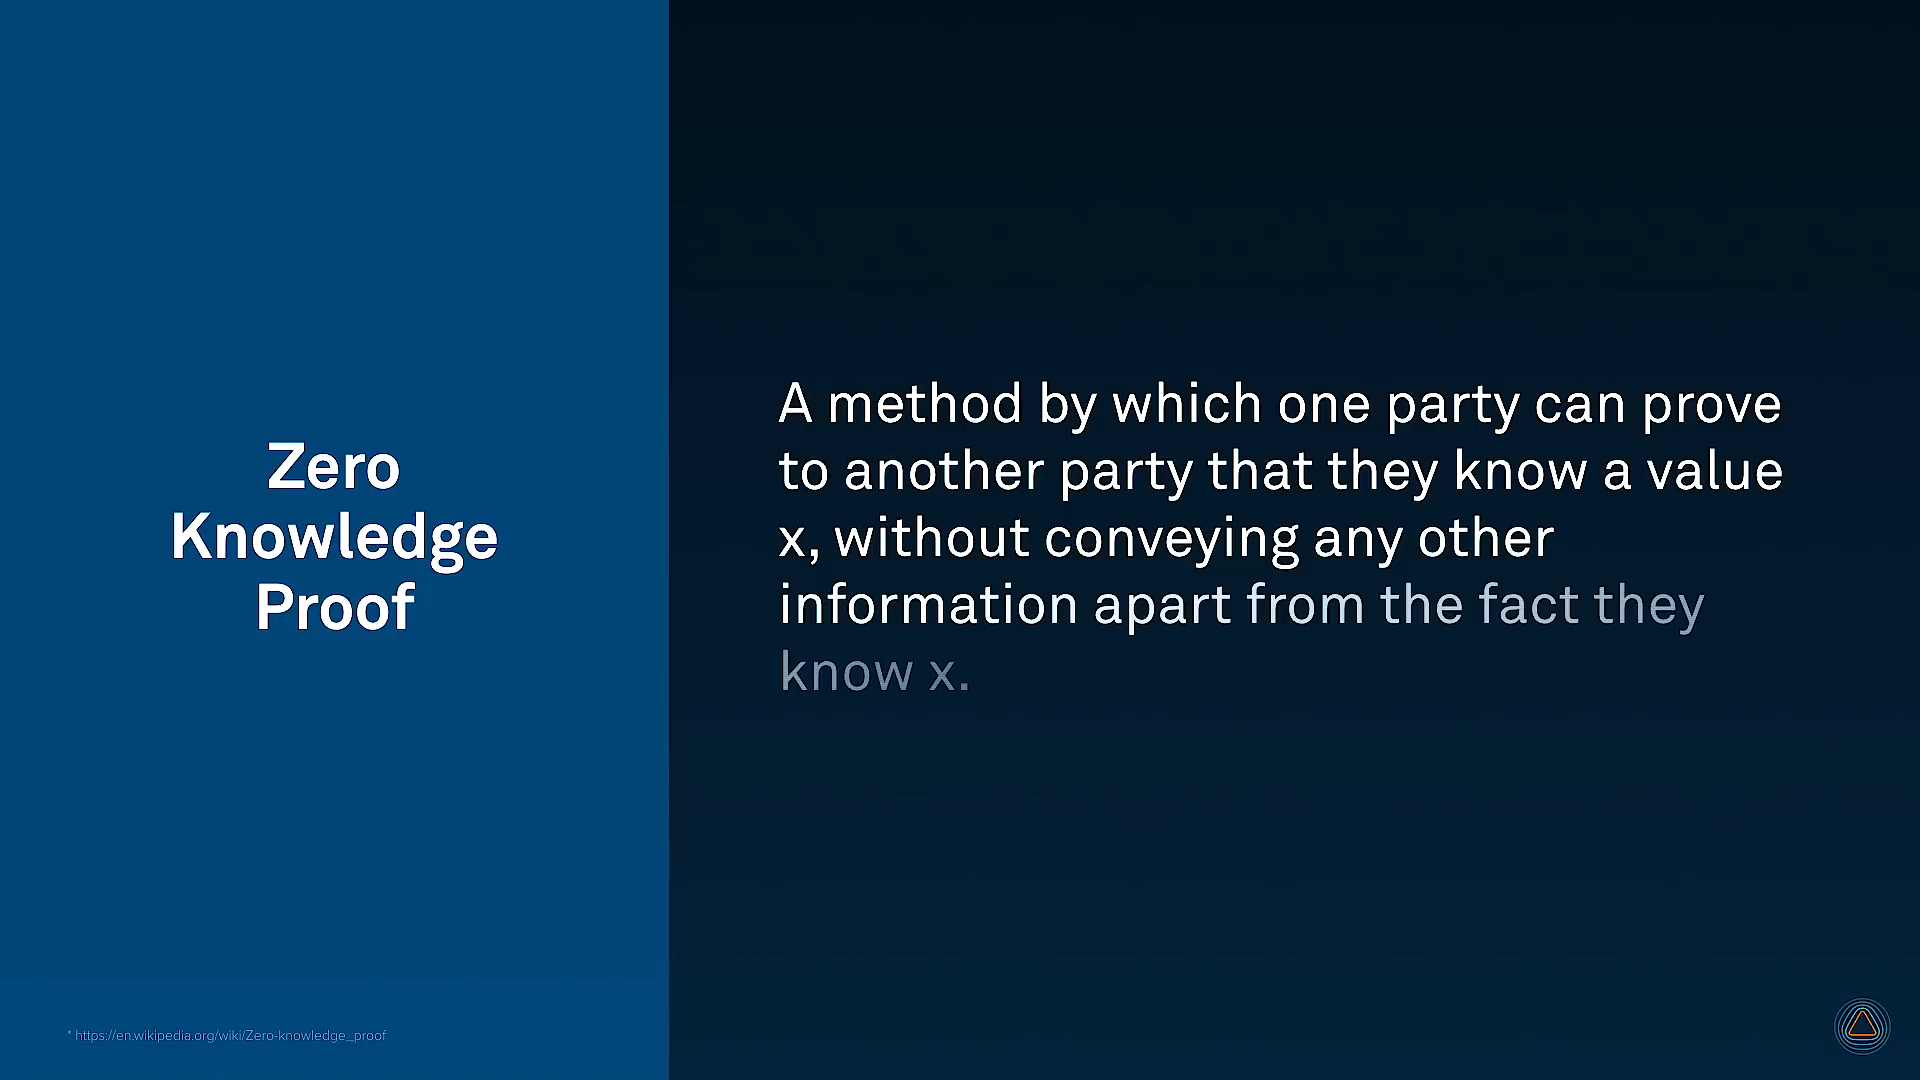 Zero
Knowledge
Proof
A method by which one party can prove
to another party that they know a value
x, without conveying any other
information apart from the fact they
know x.
* https://en.wikipedia.org/wiki/Zero-knowledge_proof